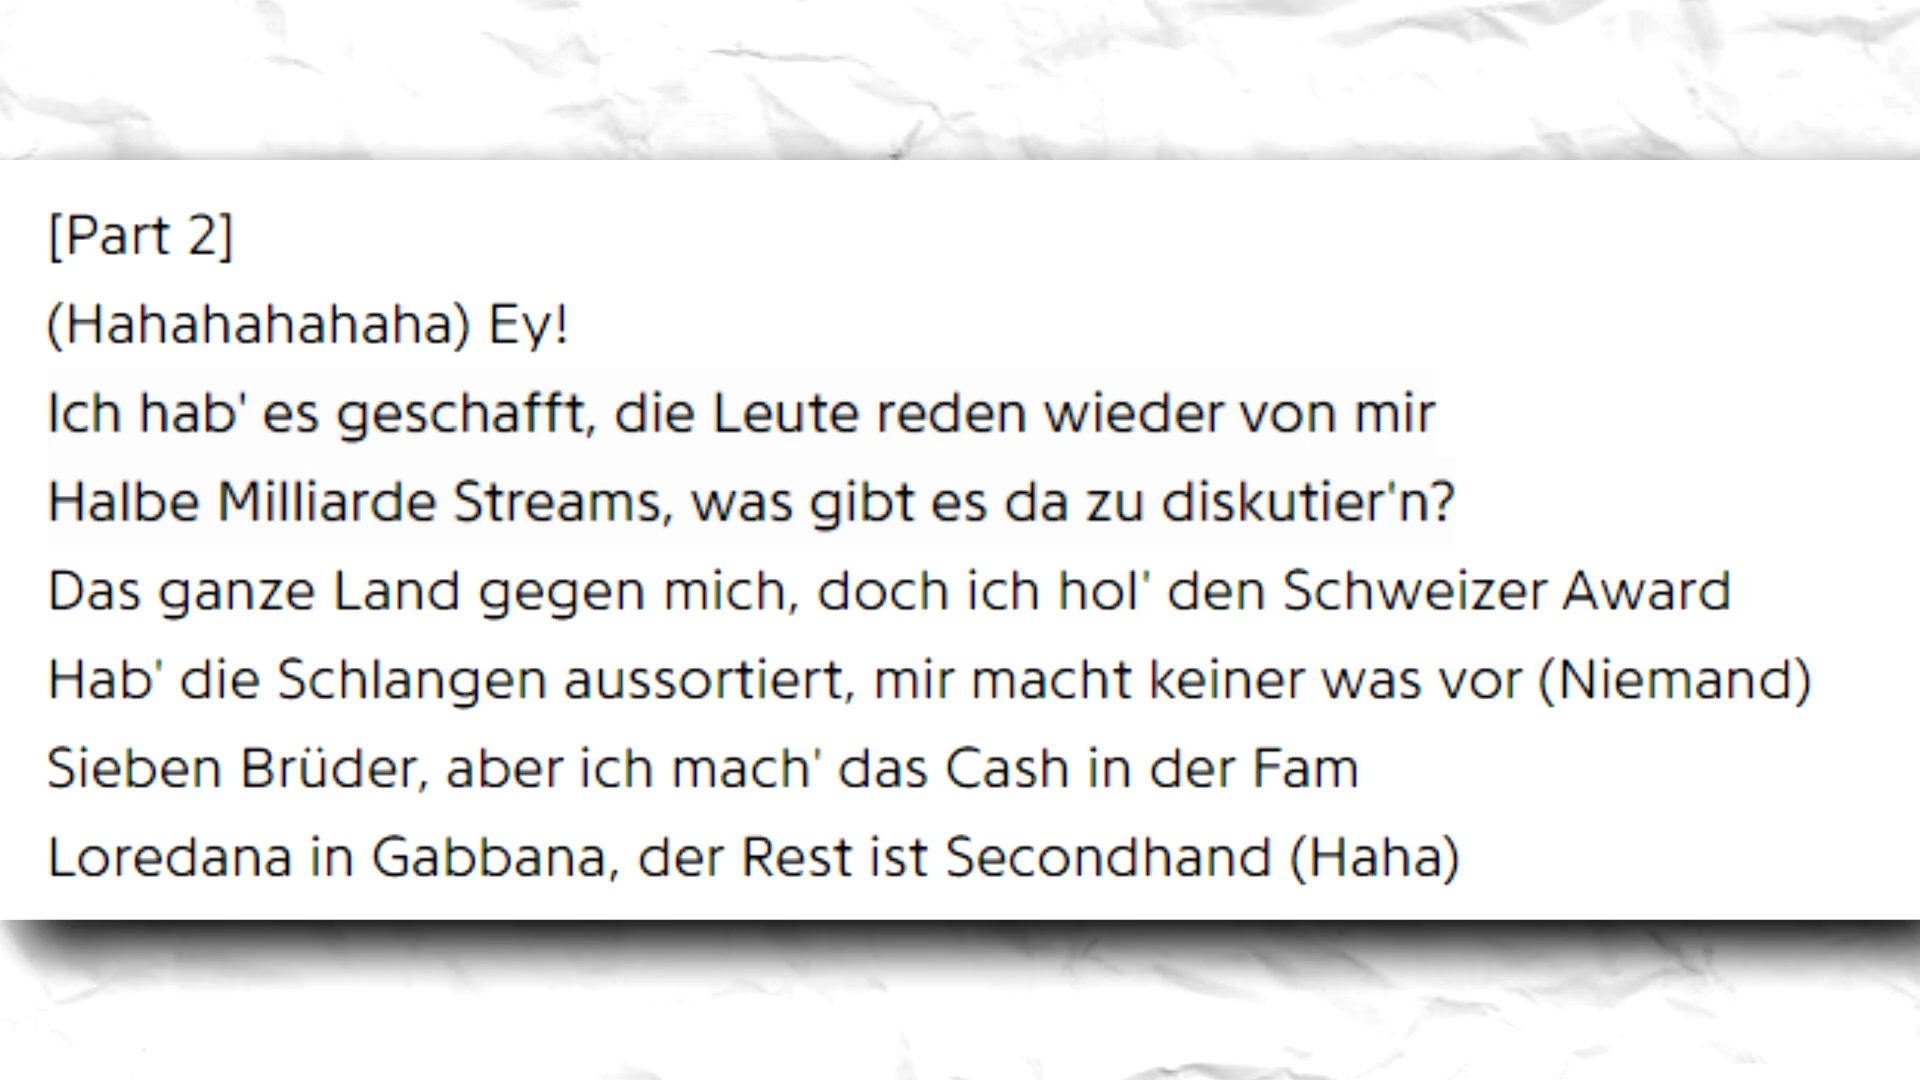 [Part 2]
(Hahahahahaha) Ey!
Ich hab' es geschafft, die Leute reden wieder von mir
Halbe Milliarde Streams, was gibt es da zu diskutier'n?
Das ganze Land gegen mich, doch ich hol' den Schweizer Award
Hab' die Schlangen aussortiert, mir macht keiner was vor (Niemand)
Sieben Brüder, aber ich mach' das Cash in der Fam
Loredana in Gabbana, der Rest ist Secondhand (Haha)